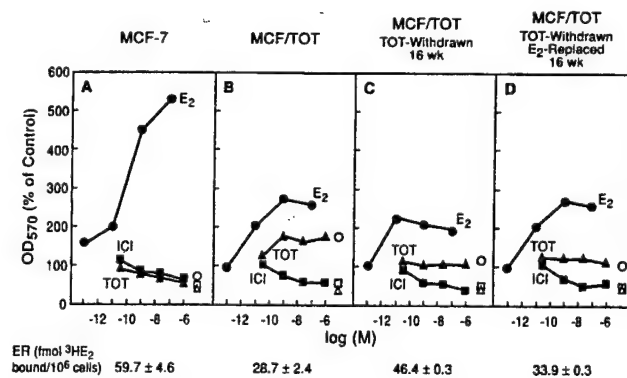 MCF-7
MCF/TOT
MCF/TOT
TOT-Withdrawn
16 wk
MCF/TOT
TOT-Withdrawn
E2-Replaced
16 wk
OD570 (% of Control)
600
500
400
300
200
100
0
A
E2
ICI
TOT
O
B
E2
TOT
ICI
O
C
E2
TOT
ICI
O
D
E2
TOT
ICI
O
-12 -10 -8 -6
-12 -10 -8 -6
-12 -10 -8 -6
-12 -10 -8 -6
log (M)
ER (fmol 3HE2
bound/10^6 cells)
59.7 ± 4.6
28.7 ± 2.4
46.4 ± 0.3
33.9 ± 0.3